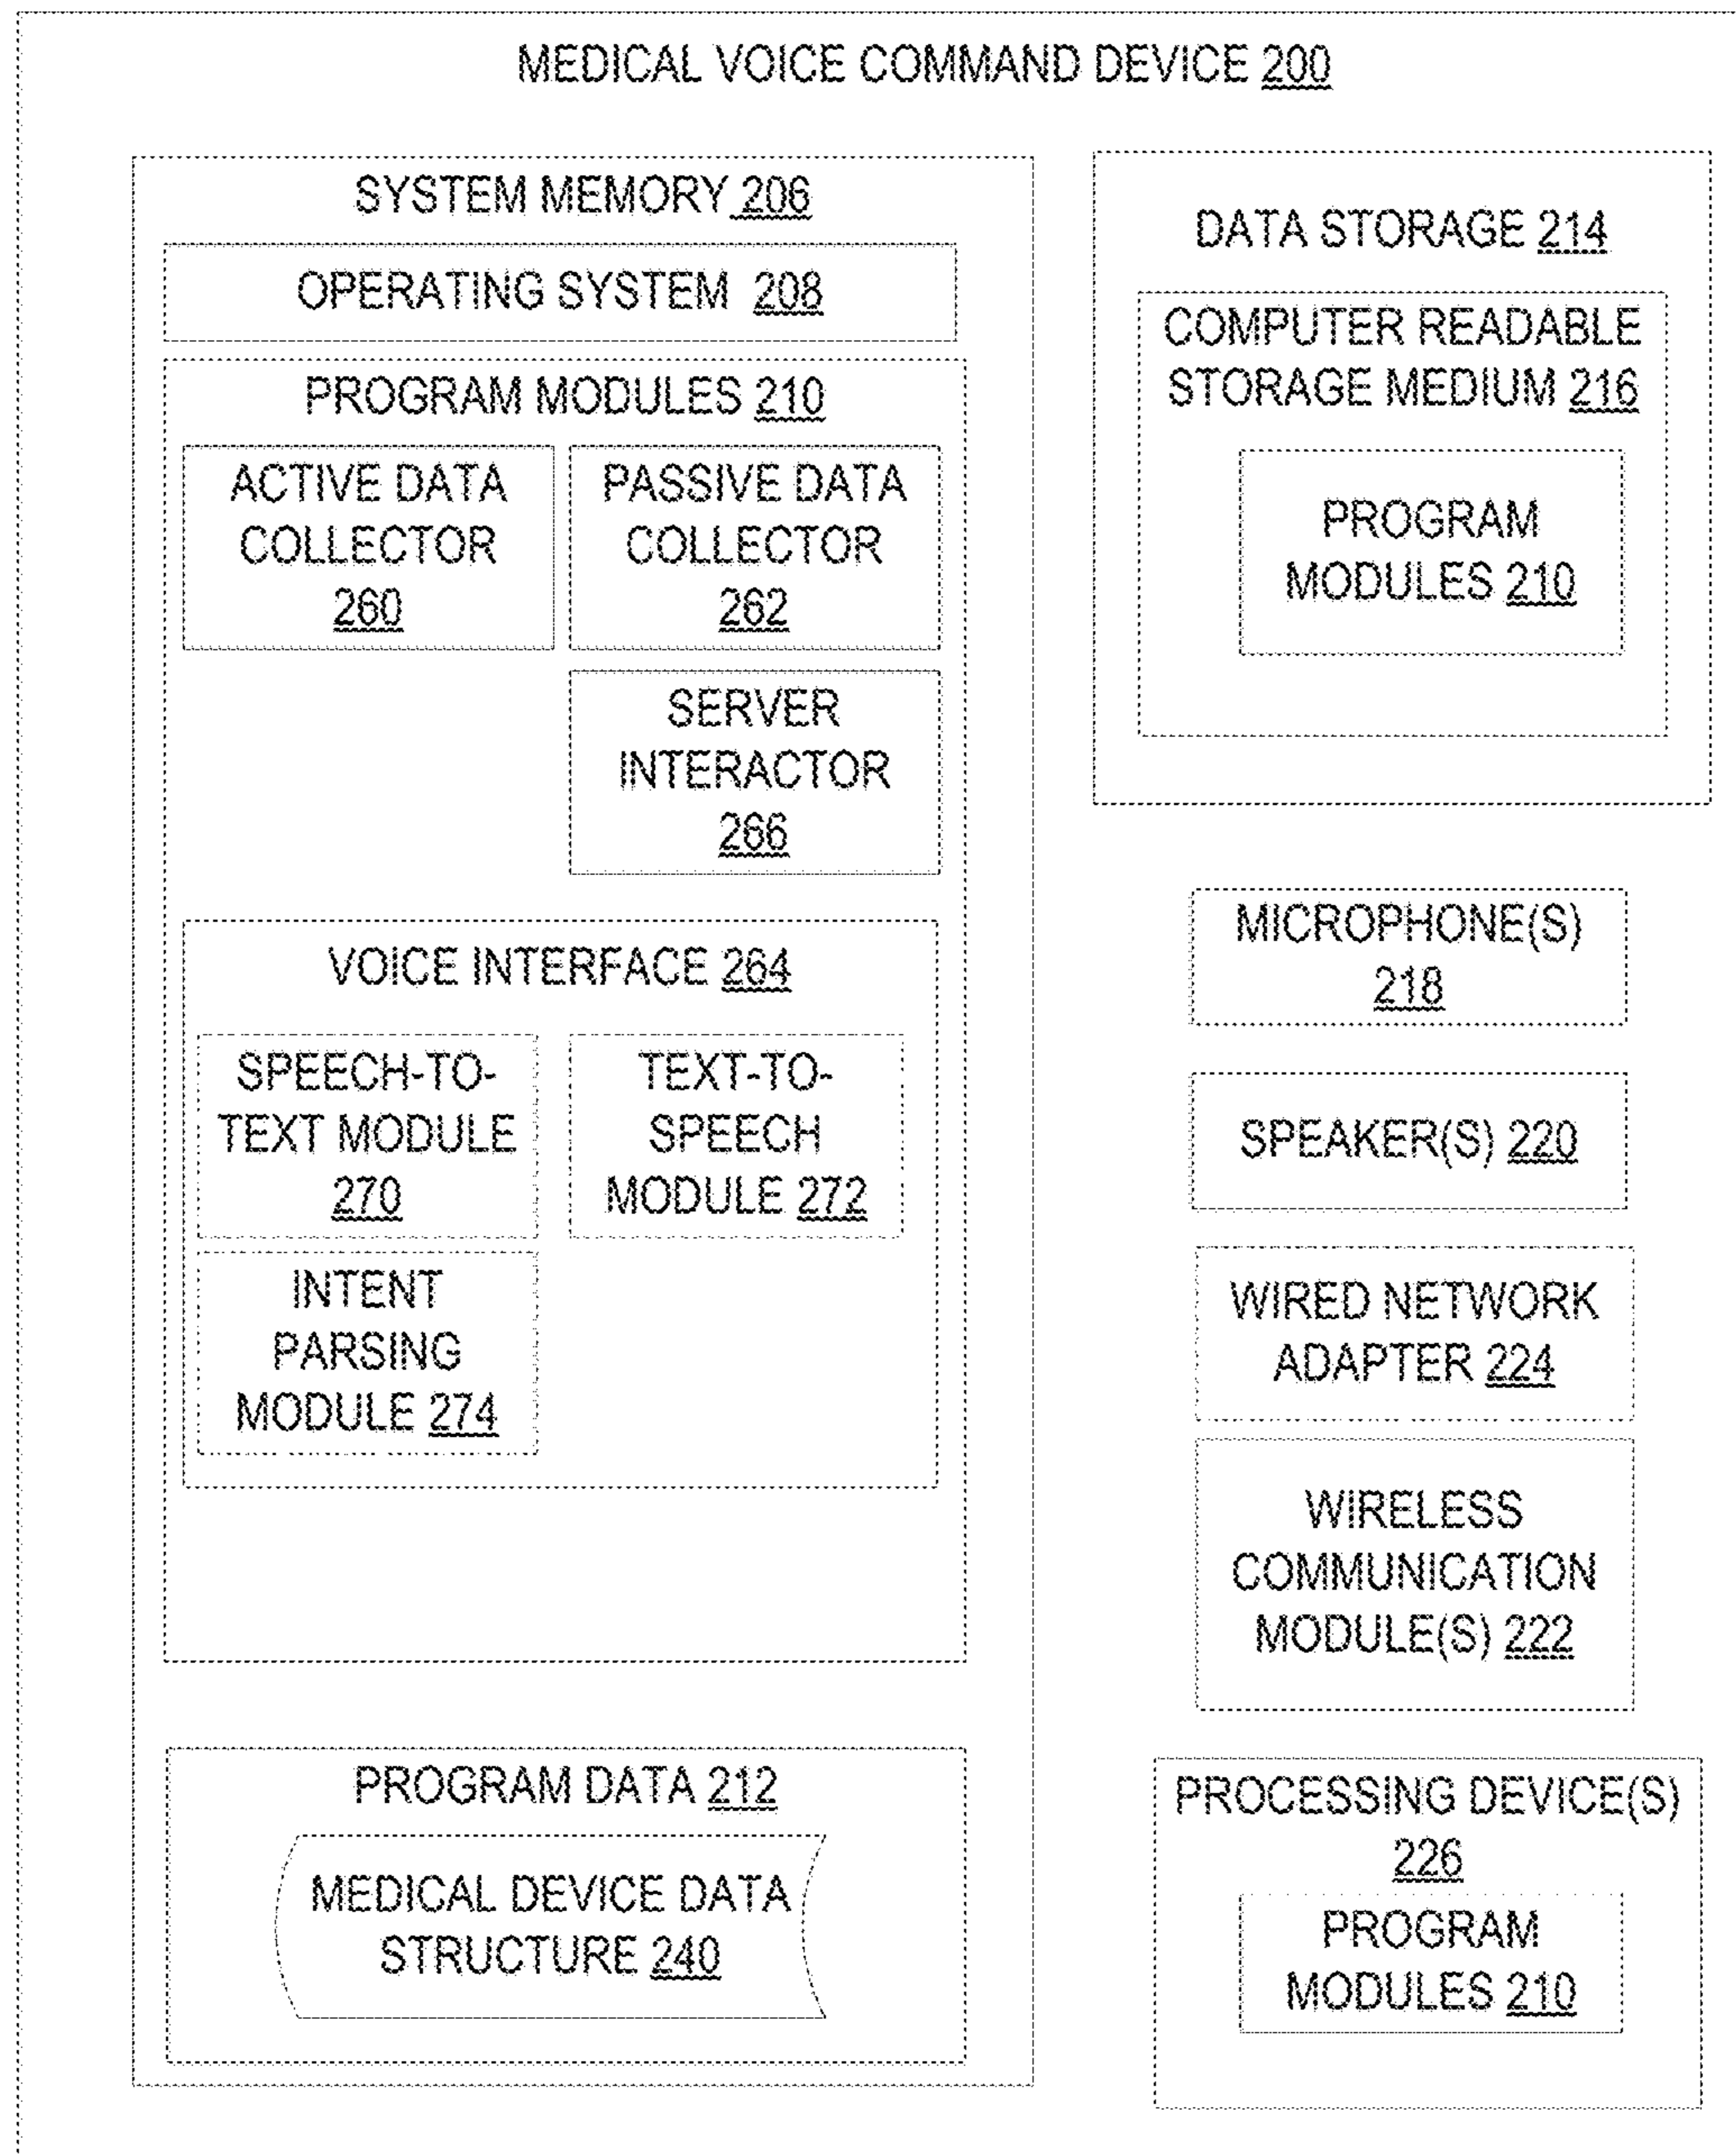 MEDICAL VOICE COMMAND DEVICE 200
SYSTEM MEMORY 206
OPERATING SYSTEM 208
PROGRAM MODULES 210
ACTIVE DATA
COLLECTOR
260
PASSIVE DATA
COLLECTOR
262
SERVER
INTERACTOR
266
VOICE INTERFACE 264
SPEECH-TO-
TEXT MODULE
270
TEXT-TO-
SPEECH
MODULE 272
INTENT
PARSING
MODULE 274
PROGRAM DATA 212
MEDICAL DEVICE DATA
STRUCTURE 240
DATA STORAGE 214
COMPUTER READABLE
STORAGE MEDIUM 216
PROGRAM
MODULES 210
MICROPHONE(S)
218
SPEAKER(S) 220
WIRED NETWORK
ADAPTER 224
WIRELESS
COMMUNICATION
MODULE(S) 222
PROCESSING DEVICE(S)
226
PROGRAM
MODULES 210